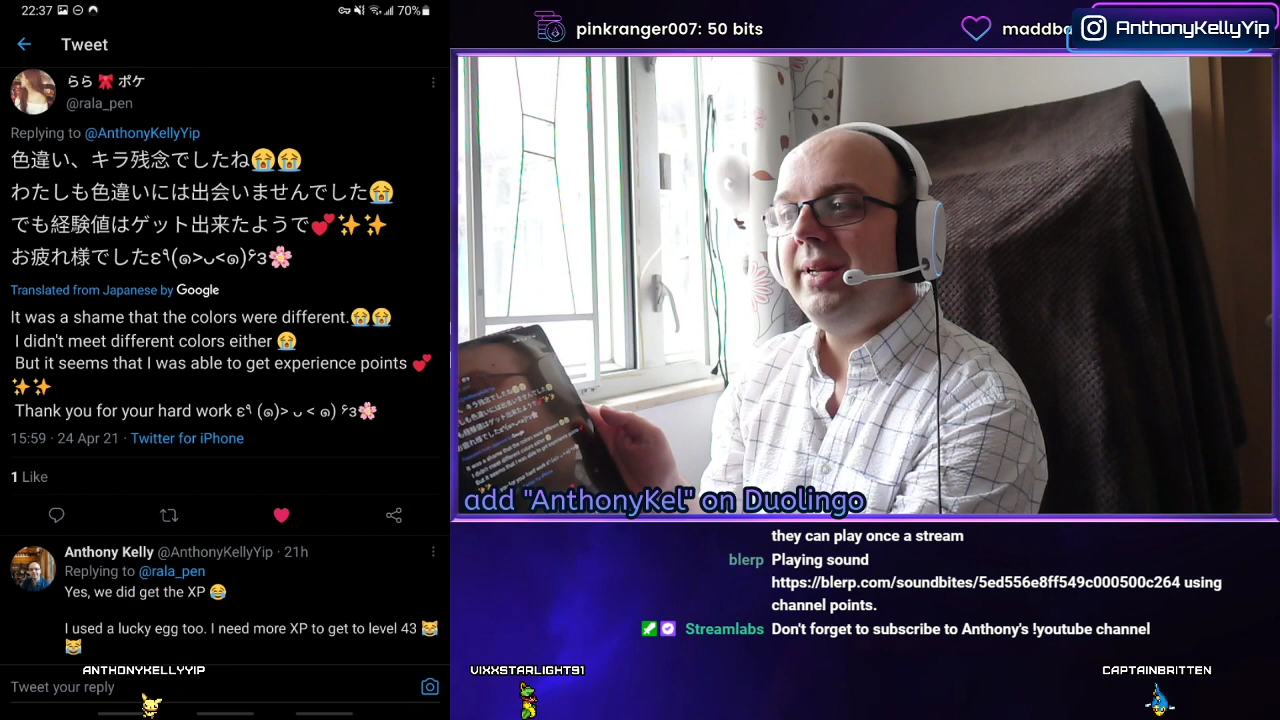 22:37
70%
Tweet
らら🎀ポケ
@rala_pen
Replying to @AnthonyKellyYip
色違い、キラ残念でしたね😭😭
わたしも色違いには出会いませんでした😭
でも経験値はゲット出来たようで💕✨✨
お疲れ様でしたε٩(๑>ᴗ<๑)۶з🌸
Translated from Japanese by Google
It was a shame that the colors were different.😭😭
I didn't meet different colors either 😭
But it seems that I was able to get experience points 💕
✨✨
Thank you for your hard work ε٩ (๑)> ᴗ < ๑) ۶з🌸
15:59 · 24 Apr 21 · Twitter for iPhone
1 Like
Anthony Kelly @AnthonyKellyYip · 21h
Replying to @rala_pen
Yes, we did get the XP 😂
I used a lucky egg too. I need more XP to get to level 43 😹
😹
ANTHONYKELLYYIP
Tweet your reply
pinkranger007: 50 bits
maddba
AnthonyKellyYip
add "AnthonyKel" on Duolingo
they can play once a stream
blerp Playing sound
https://blerp.com/soundbites/5ed556e8ff549c000500c264 using
channel points.
Streamlabs Don't forget to subscribe to Anthony's !youtube channel
VIXXSTARLIGHT91
CAPTAINBRITTEN